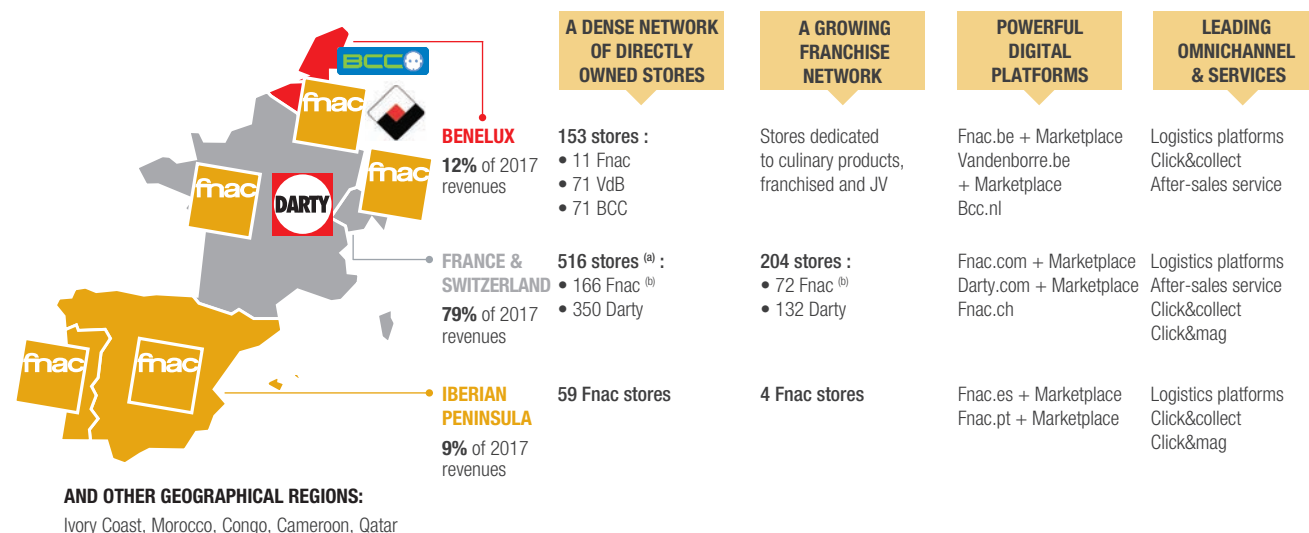 A DENSE NETWORK
OF DIRECTLY
OWNED STORES
A GROWING
FRANCHISE
NETWORK
POWERFUL
DIGITAL
PLATFORMS
LEADING
OMNICHANNEL
& SERVICES
BCC
fnac
fnac
fnac
DARTY
fnac
fnac
BENELUX
12% of 2017
revenues
153 stores :
• 11 Fnac
• 71 VdB
• 71 BCC
Stores dedicated
to culinary products,
franchised and JV
Fnac.be + Marketplace
Vandenborre.be
+ Marketplace
Bcc.nl
Logistics platforms
Click&collect
After-sales service
FRANCE &
SWITZERLAND
79% of 2017
revenues
516 stores (a) :
• 166 Fnac (b)
• 350 Darty
204 stores :
• 72 Fnac (b)
• 132 Darty
Fnac.com + Marketplace
Darty.com + Marketplace
Fnac.ch
Logistics platforms
After-sales service
Click&collect
Click&mag
IBERIAN
PENINSULA
9% of 2017
revenues
59 Fnac stores
4 Fnac stores
Fnac.es + Marketplace
Fnac.pt + Marketplace
Logistics platforms
Click&collect
Click&mag
AND OTHER GEOGRAPHICAL REGIONS:
Ivory Coast, Morocco, Congo, Cameroon, Qatar